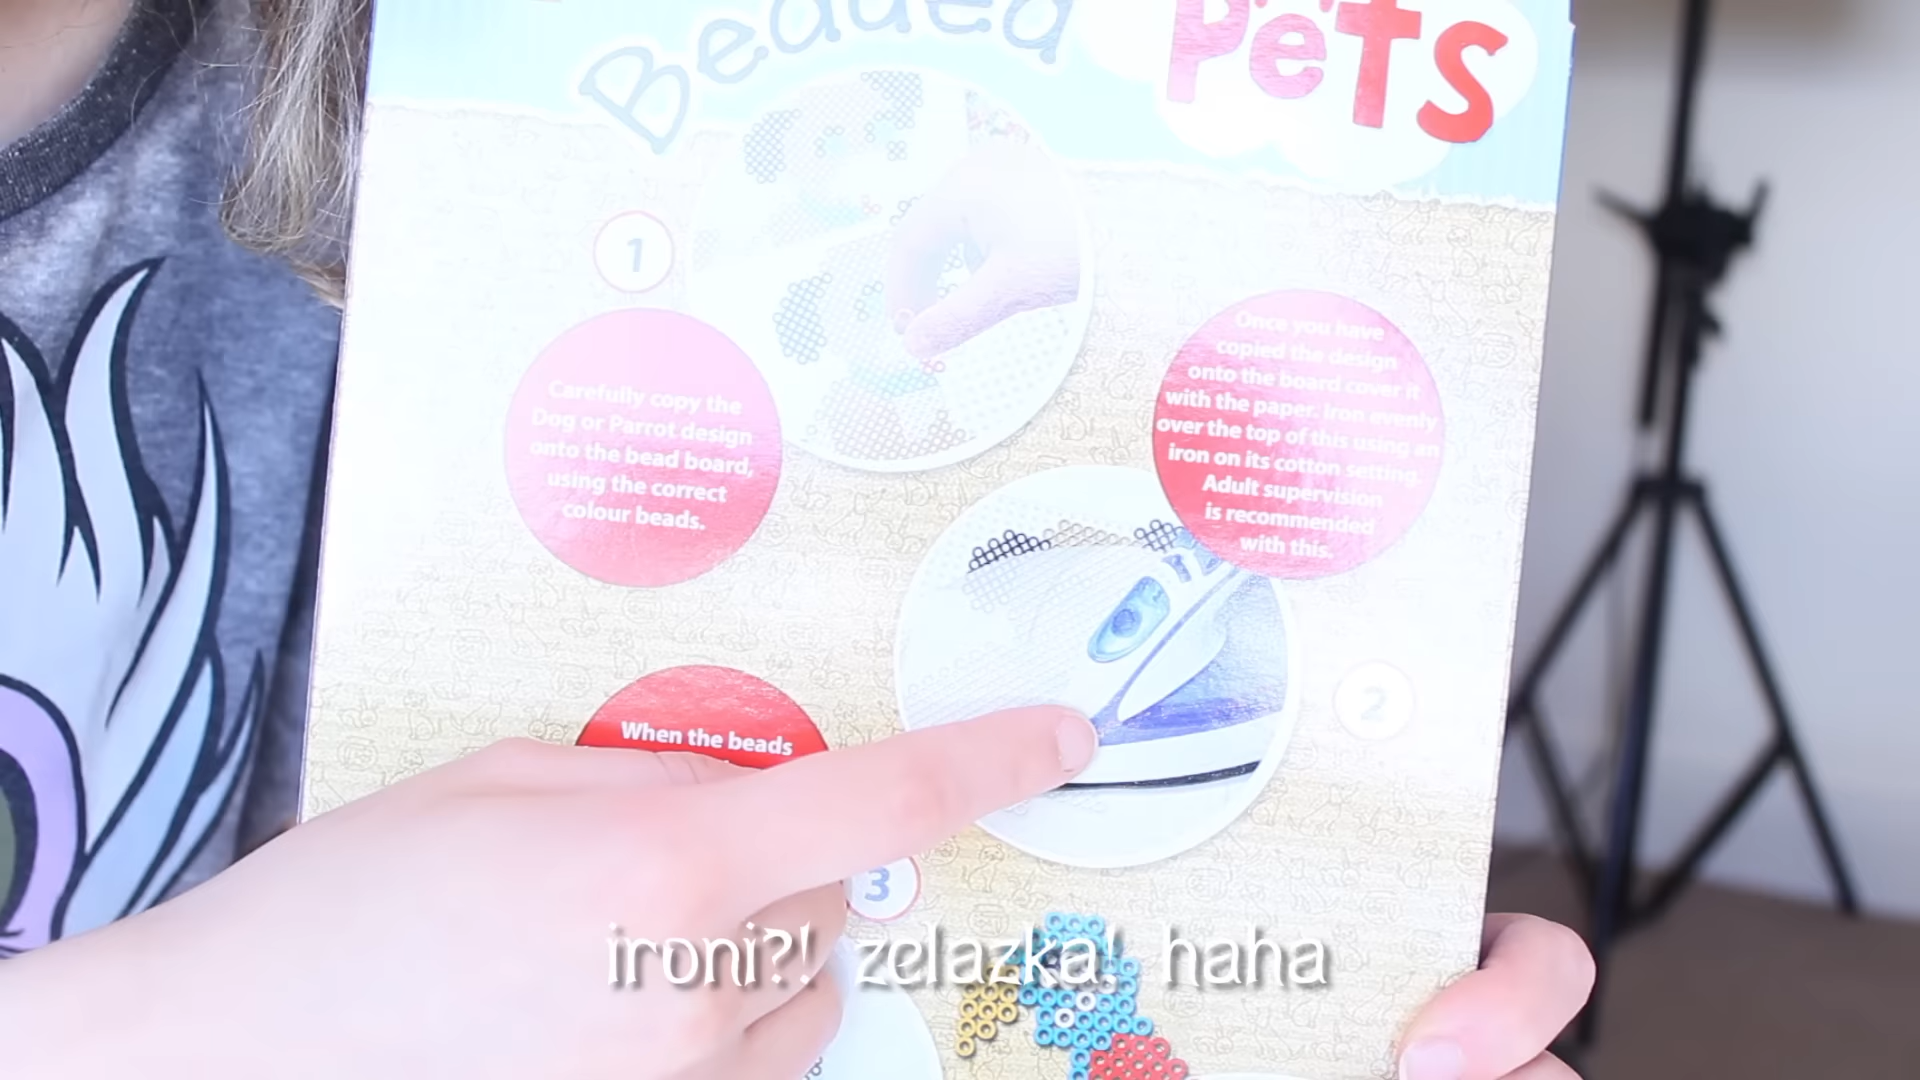 Beaded
Pets
1
Carefully copy the
Dog or Parrot design
onto the bead board,
using the correct
colour beads.
Once you have
copied the design
onto the board cover it
with the paper. Iron evenly
over the top of this using an
iron on its cotton setting.
Adult supervision
is recommended
with this.
2
When the beads
3
ironi?! zelazka! haha